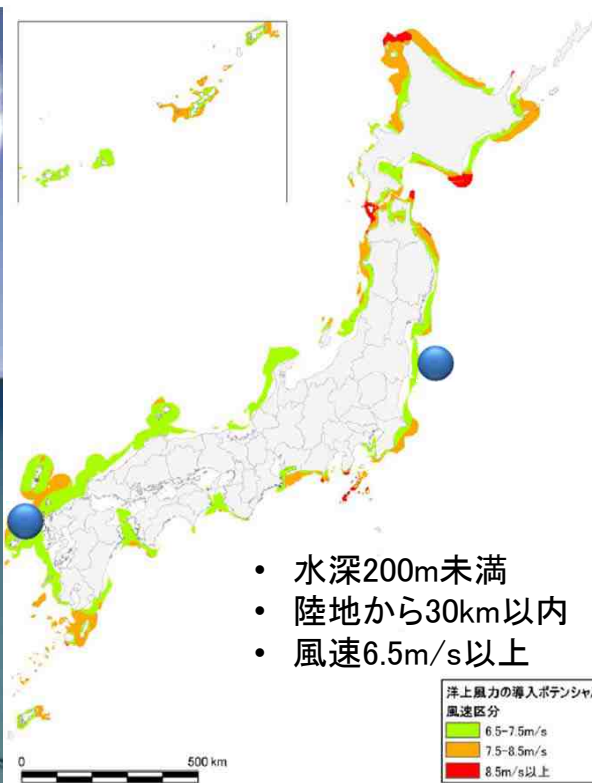 • 水深200m未満
• 陸地から30km以内
• 風速6.5m/s以上
洋上風力の導入ポテンシャル
風速区分
6.5-7.5m/s
7.5-8.5m/s
8.5m/s以上
0 500 km